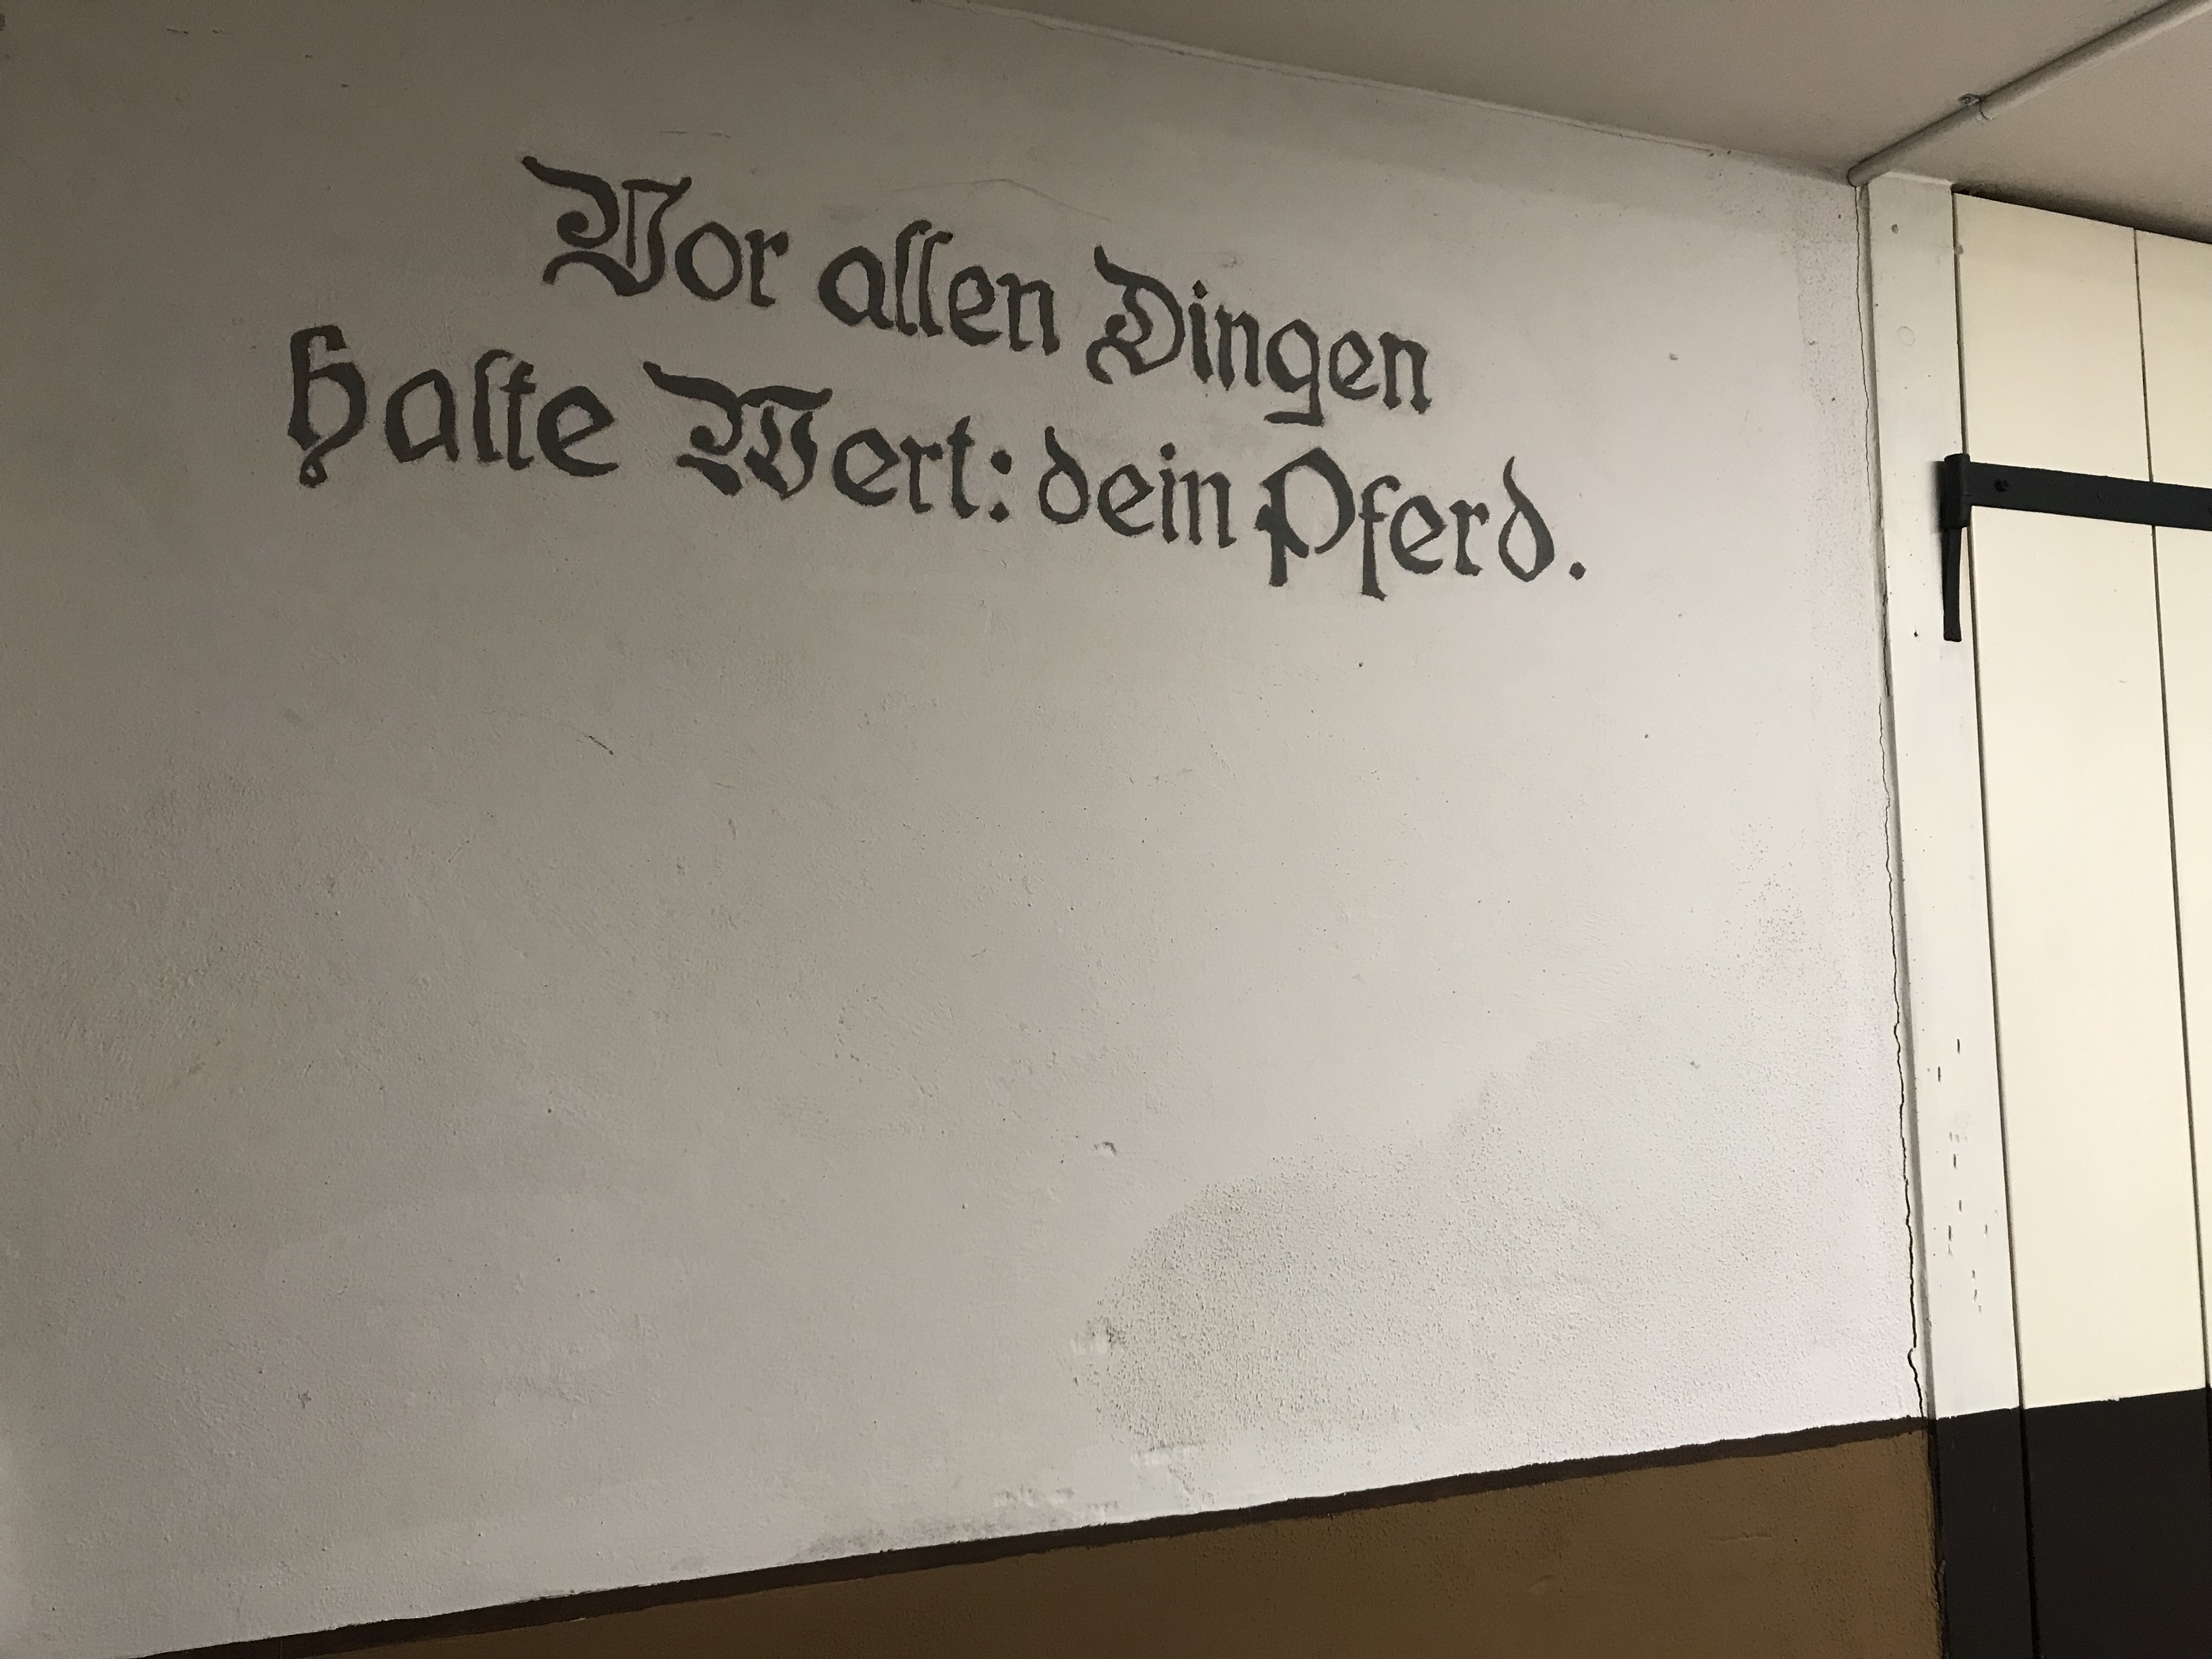 Vor allen Dingen
halte Wert: dein Pferd.